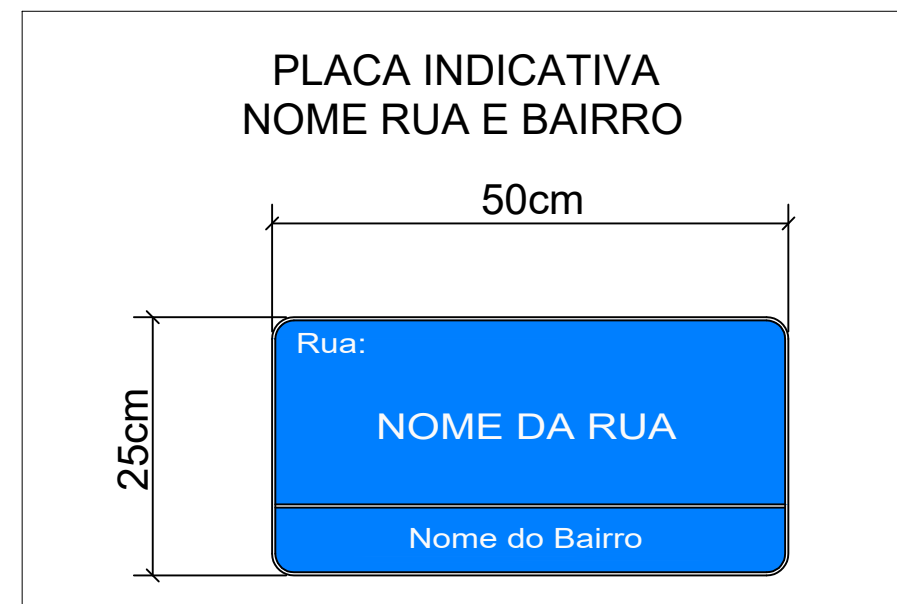 PLACA INDICATIVA
NOME RUA E BAIRRO
50cm
25cm
Rua:
NOME DA RUA
Nome do Bairro